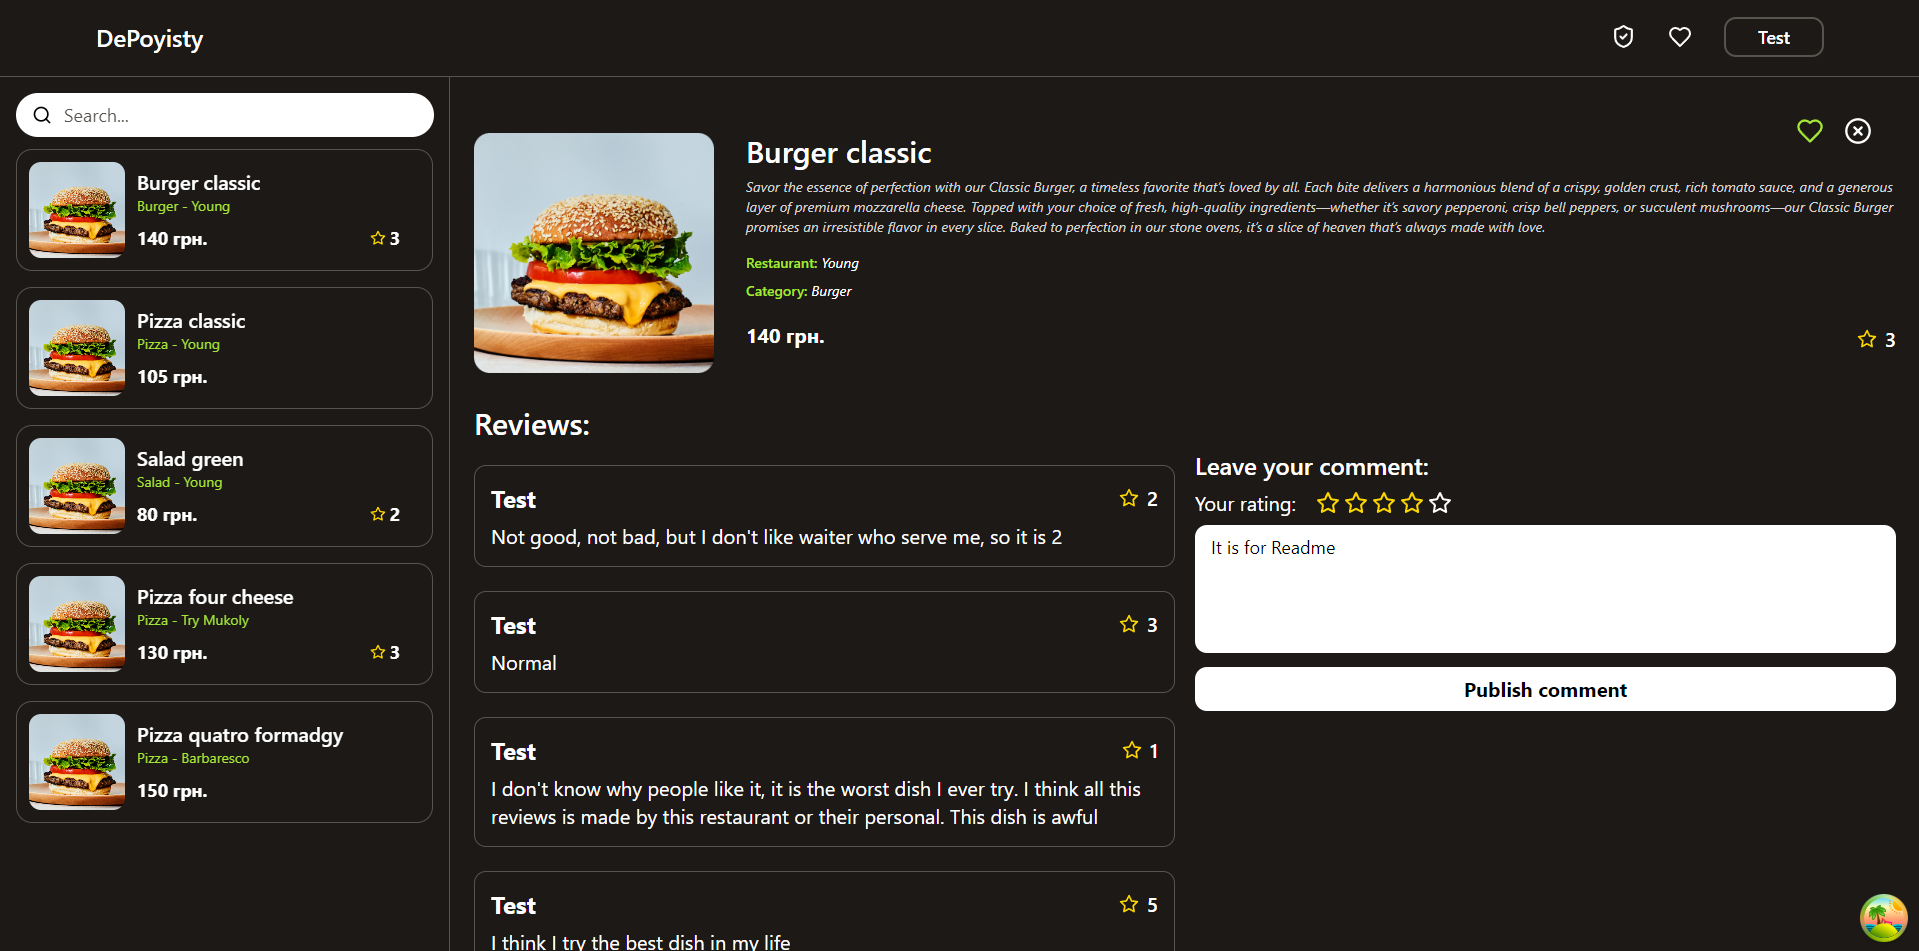 DePoyisty
Test
Search...
Burger classic
Burger - Young
140 грн.
3
Pizza classic
Pizza - Young
105 грн.
Salad green
Salad - Young
80 грн.
2
Pizza four cheese
Pizza - Try Mukoly
130 грн.
3
Pizza quatro formadgy
Pizza - Barbaresco
150 грн.
Burger classic
Savor the essence of perfection with our Classic Burger, a timeless favorite that's loved by all. Each bite delivers a harmonious blend of a crispy, golden crust, rich tomato sauce, and a generous
layer of premium mozzarella cheese. Topped with your choice of fresh, high-quality ingredients—whether it's savory pepperoni, crisp bell peppers, or succulent mushrooms—our Classic Burger
promises an irresistible flavor in every slice. Baked to perfection in our stone ovens, it's a slice of heaven that's always made with love.
Restaurant: Young
Category: Burger
140 грн.
3
Reviews:
Test
2
Not good, not bad, but I don't like waiter who serve me, so it is 2
Test
3
Normal
Test
1
I don't know why people like it, it is the worst dish I ever try. I think all this
reviews is made by this restaurant or their personal. This dish is awful
Test
5
I think I try the best dish in my life
Leave your comment:
Your rating:
It is for Readme
Publish comment